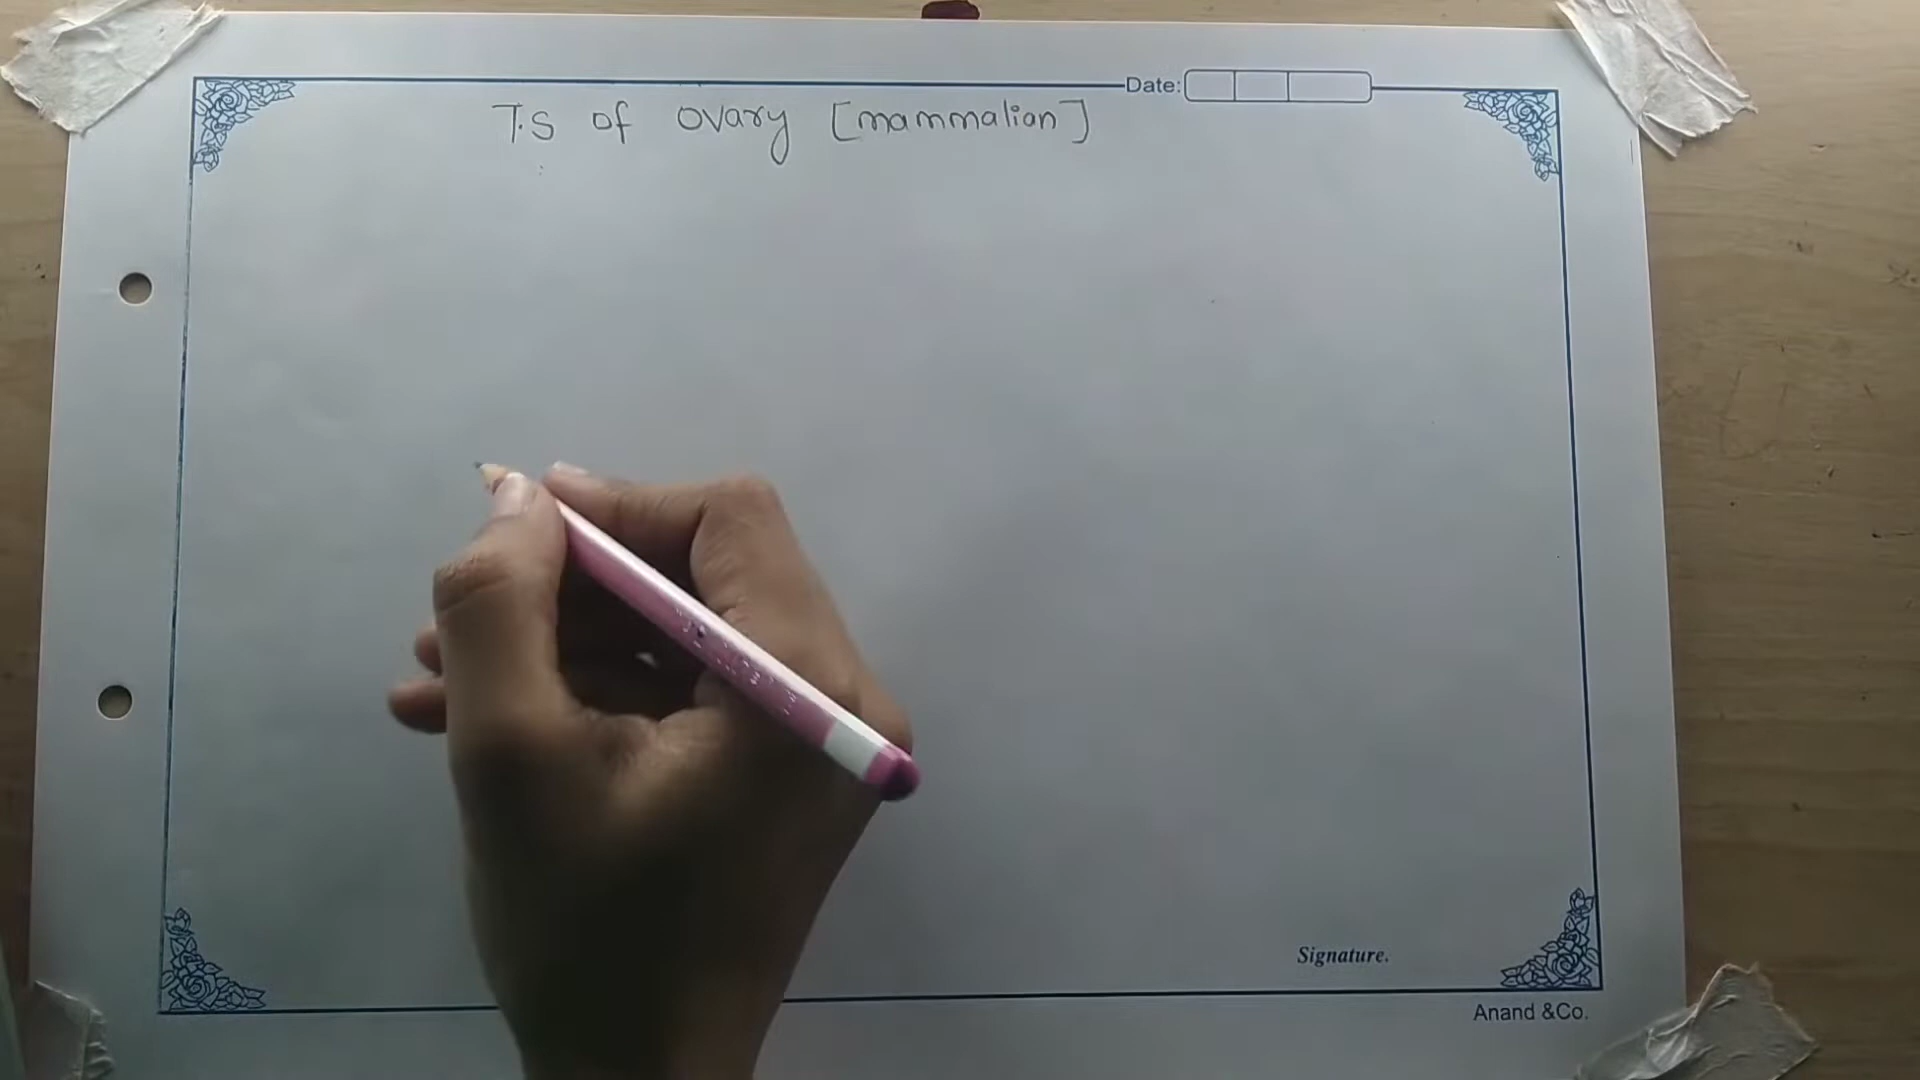 Date:
T.S of ovary [mammalian]
Signature.
Anand &Co.